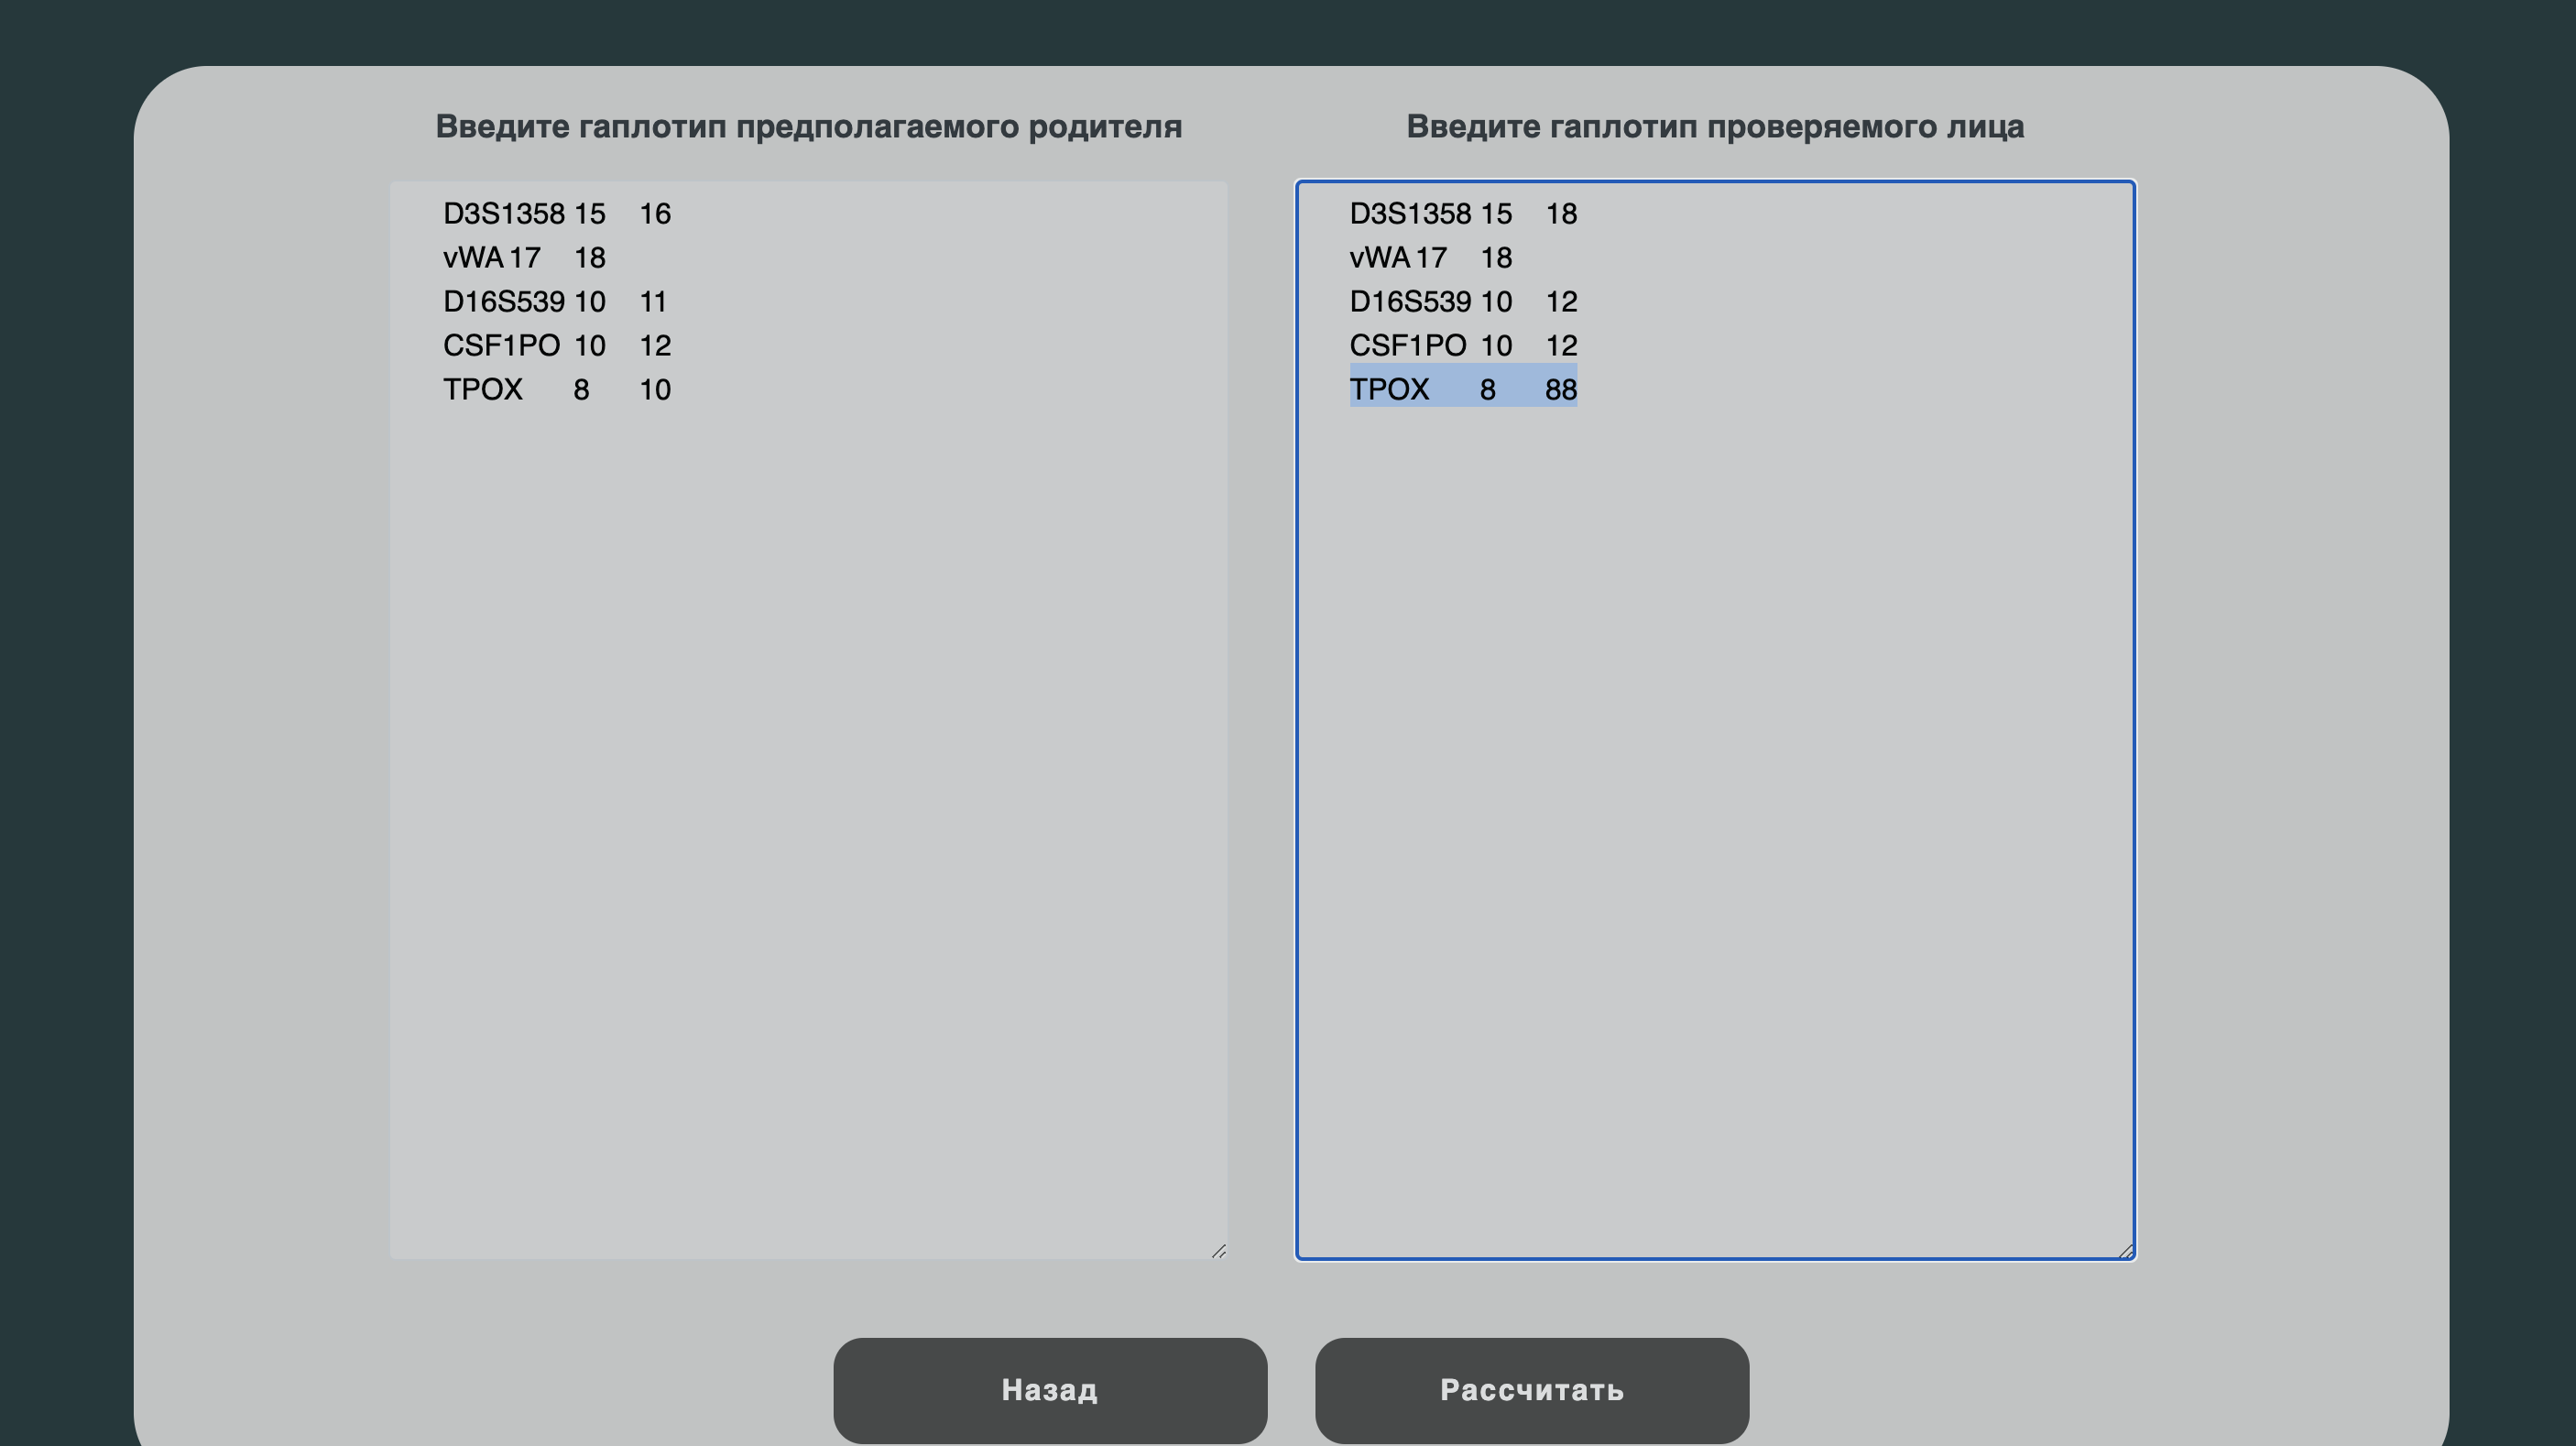 Введите гаплотип предполагаемого родителя
D3S1358 15 16
vWA 17 18
D16S539 10 11
CSF1PO 10 12
TPOX 8 10
Введите гаплотип проверяемого лица
D3S1358 15 18
vWA 17 18
D16S539 10 12
CSF1PO 10 12
TPOX 8 88
Назад
Рассчитать